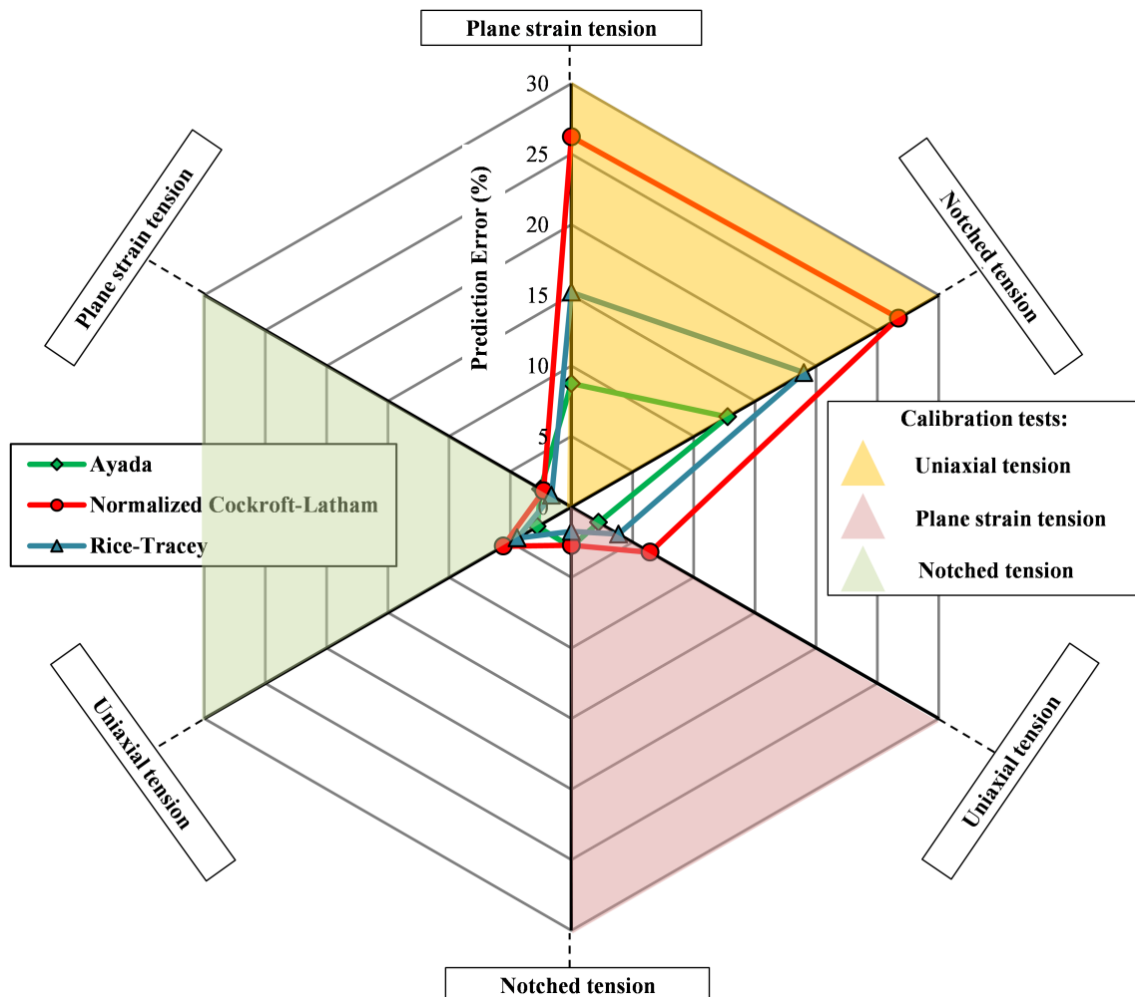 Plane strain tension
30
25
20
15
10
5
0
Prediction Error (%)
Plane strain tension
Notched tension
Ayada
Normalized Cockroft-Latham
Rice-Tracey
Calibration tests:
Uniaxial tension
Plane strain tension
Notched tension
Uniaxial tension
Uniaxial tension
Notched tension